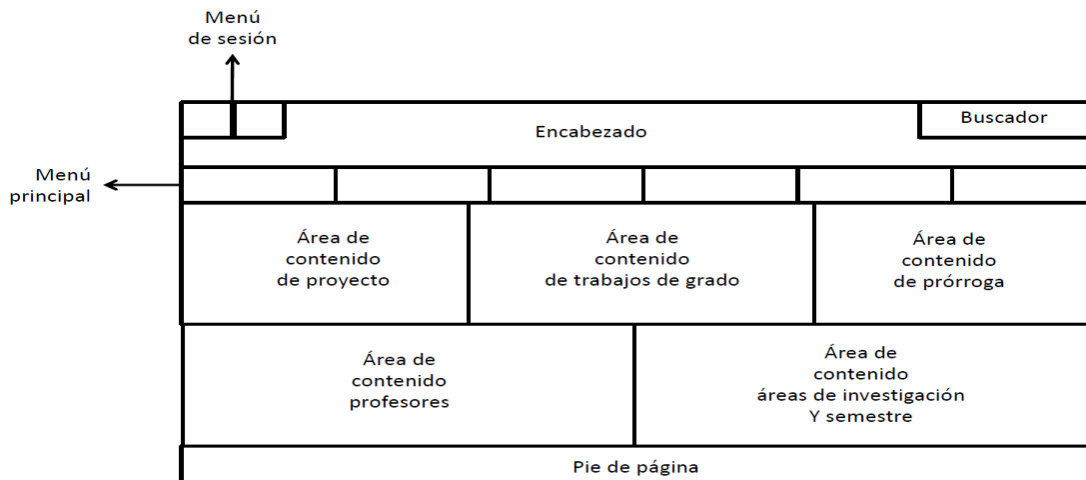 Menú
de sesión
Encabezado
Buscador
Menú
principal
Área de
contenido
de proyecto
Área de
contenido
de trabajos de grado
Área de
contenido
de prórroga
Área de
contenido
profesores
Área de
contenido
áreas de investigación
Y semestre
Pie de página